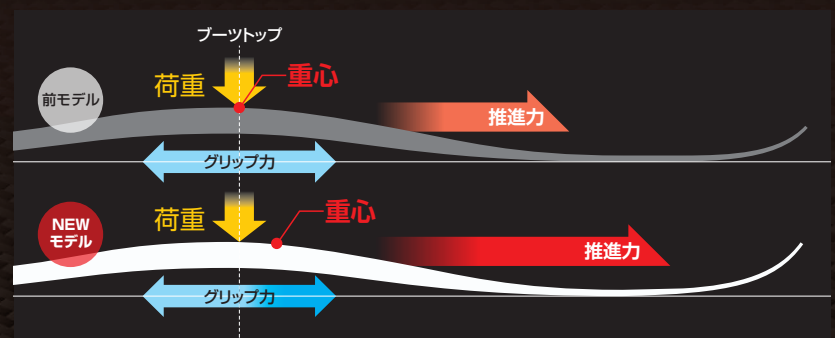 ブーツトップ
荷重
重心
前モデル
推進力
グリップ力
荷重
重心
NEW
モデル
推進力
グリップ力